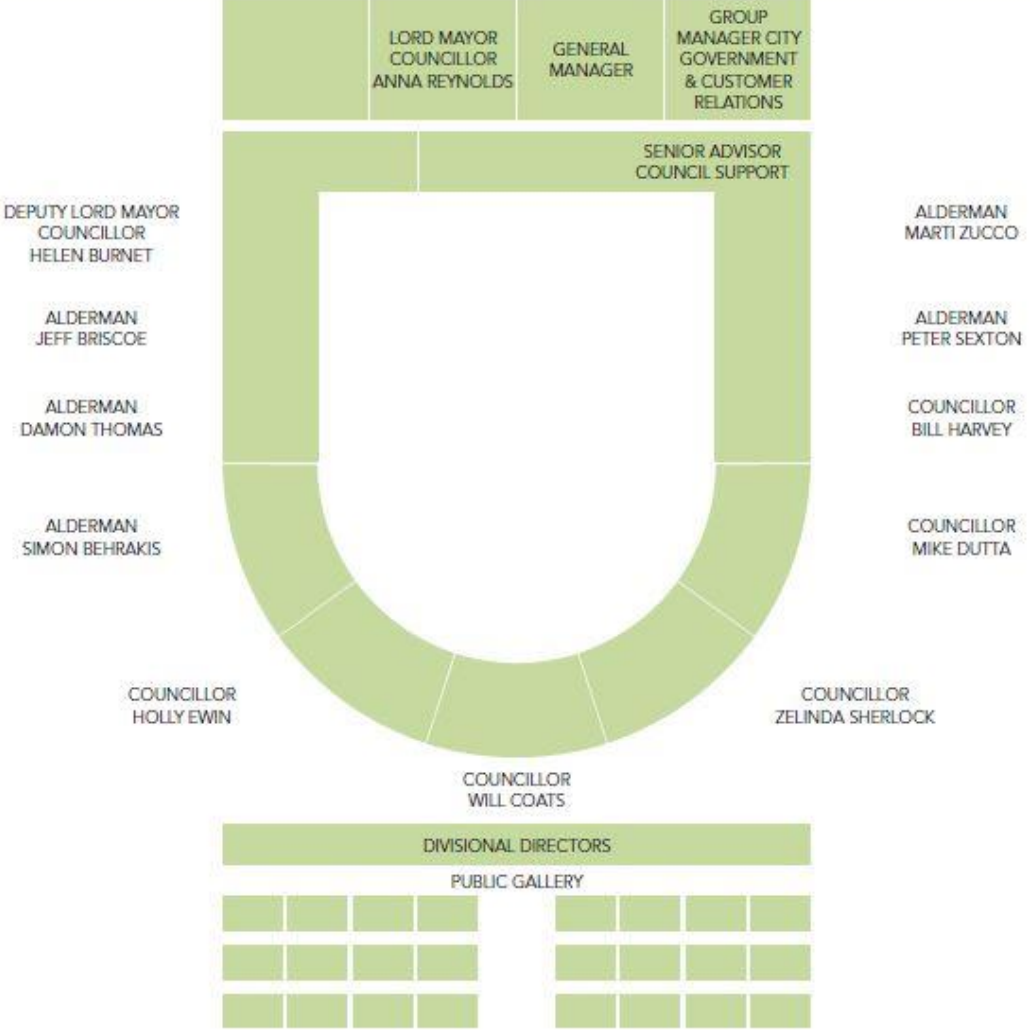 LORD MAYOR
COUNCILLOR
ANNA REYNOLDS
GENERAL
MANAGER
GROUP
MANAGER CITY
GOVERNMENT
& CUSTOMER
RELATIONS
SENIOR ADVISOR
COUNCIL SUPPORT
DEPUTY LORD MAYOR
COUNCILLOR
HELEN BURNET
ALDERMAN
MARTI ZUCCO
ALDERMAN
JEFF BRISCOE
ALDERMAN
PETER SEXTON
ALDERMAN
DAMON THOMAS
COUNCILLOR
BILL HARVEY
ALDERMAN
SIMON BEHRAKIS
COUNCILLOR
MIKE DUTTA
COUNCILLOR
HOLLY EWIN
COUNCILLOR
ZELINDA SHERLOCK
COUNCILLOR
WILL COATS
DIVISIONAL DIRECTORS
PUBLIC GALLERY